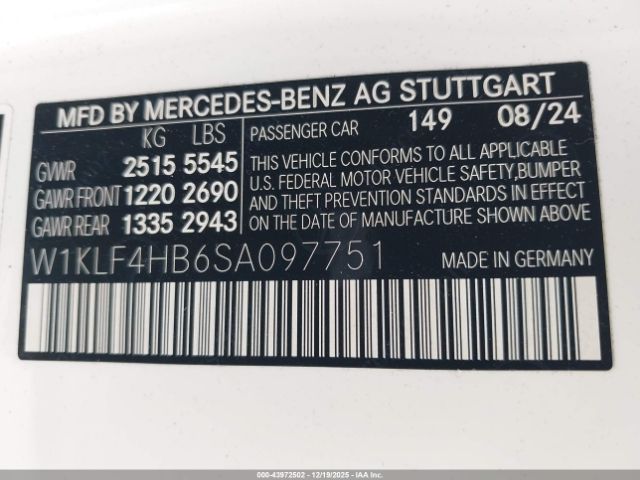 MFD BY MERCEDES-BENZ AG STUTTGART
KG LBS
GVWR 2515 5545
GAWR FRONT 1220 2690
GAWR REAR 1335 2943
PASSENGER CAR 149 08/24
THIS VEHICLE CONFORMS TO ALL APPLICABLE
U.S. FEDERAL MOTOR VEHICLE SAFETY,BUMPER
AND THEFT PREVENTION STANDARDS IN EFFECT
ON THE DATE OF MANUFACTURE SHOWN ABOVE
W1KLF4HB6SA097751 MADE IN GERMANY
000-43972502 - 12/19/2025 - IAAI.COM